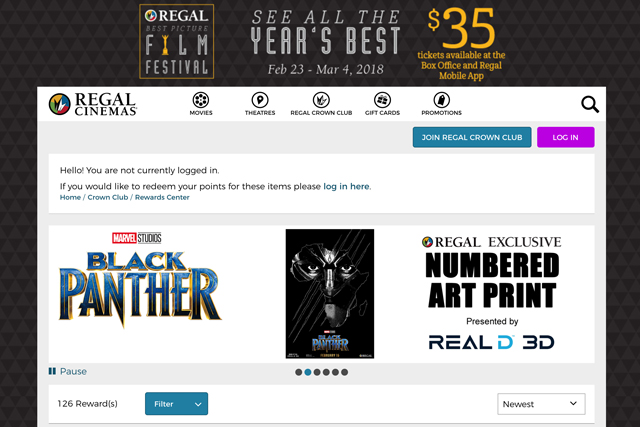 REGAL
BEST PICTURE
FILM
FESTIVAL
SEE ALL THE
YEAR'S BEST
Feb 23 - Mar 4, 2018
$35
tickets available at the
Box Office and Regal
Mobile App
REGAL
CINEMAS
MOVIES
THEATRES
REGAL CROWN CLUB
GIFT CARDS
PROMOTIONS
JOIN REGAL CROWN CLUB
LOG IN
Hello! You are not currently logged in.
If you would like to redeem your points for these items please log in here.
Home / Crown Club / Rewards Center
MARVEL STUDIOS
BLACK
PANTHER
BLACK
PANTHER
REGAL EXCLUSIVE
NUMBERED
ART PRINT
Presented by
REAL D 3D
Pause
126 Reward(s)
Filter
Newest